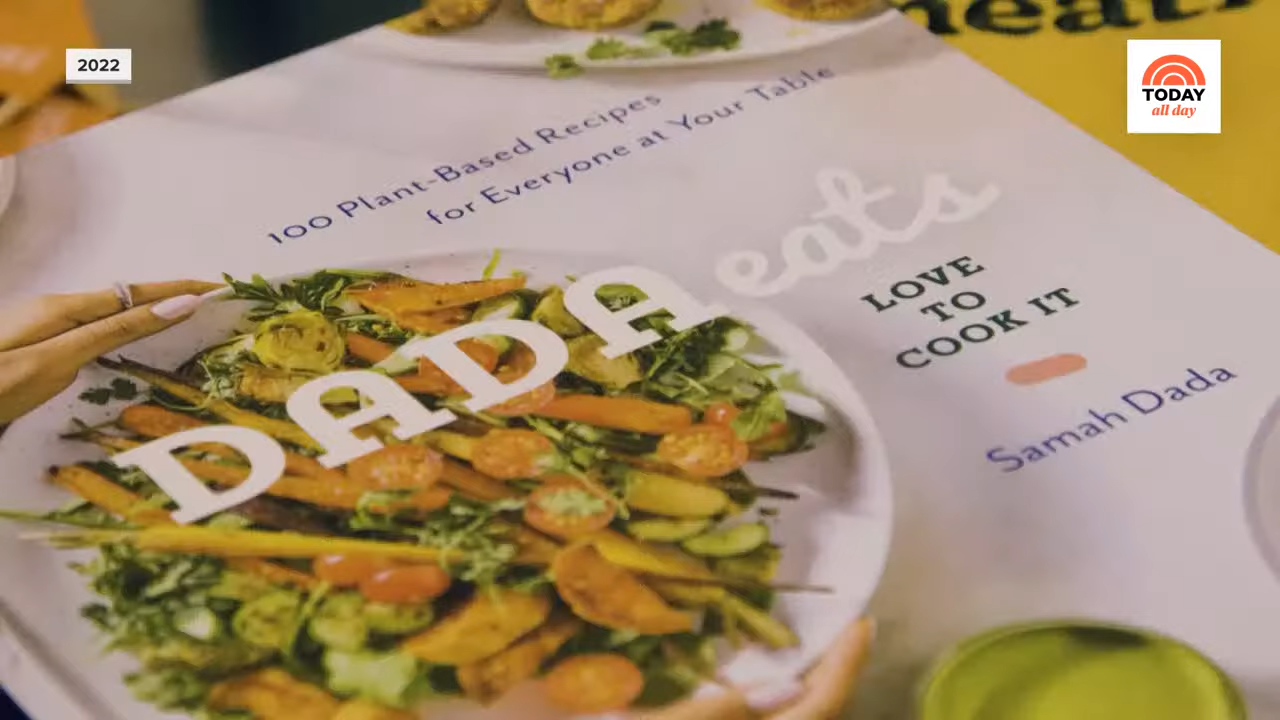 2022
TODAY
all day
100 Plant-Based Recipes
for Everyone at Your Table
DADA eats
LOVE
TO
COOK IT
Samah Dada